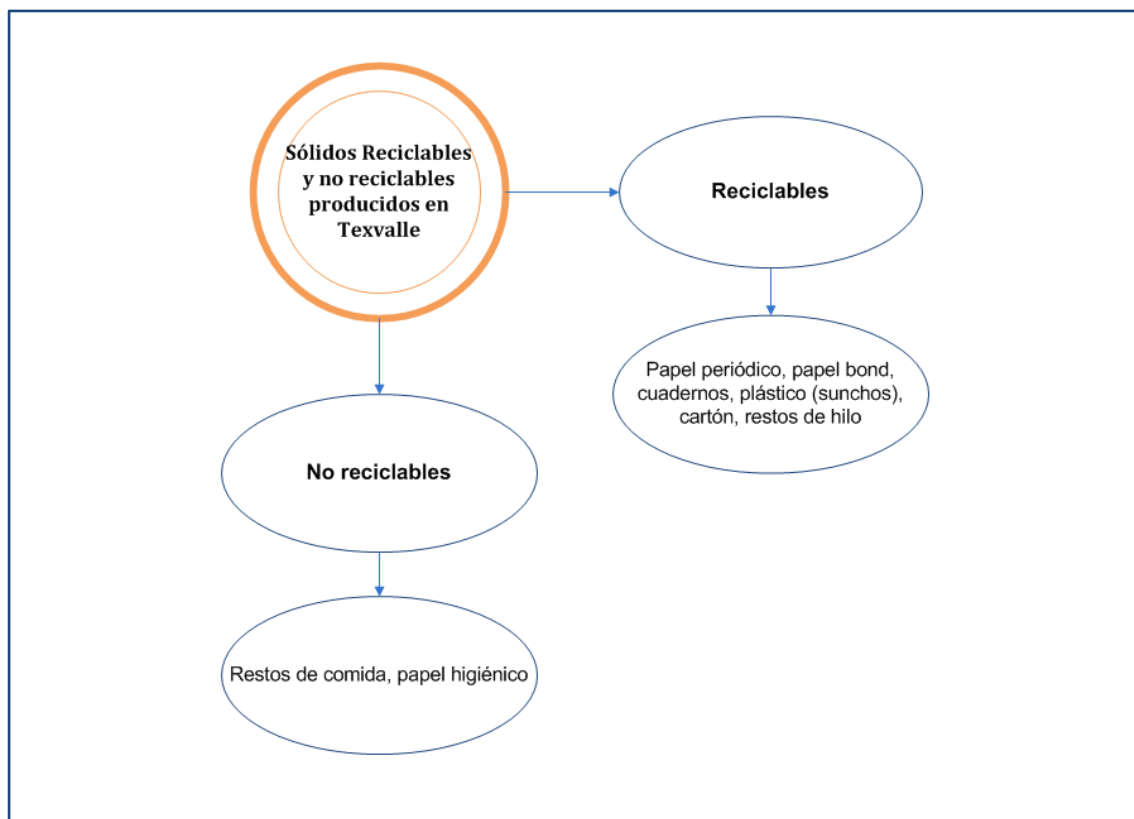 Sólidos Reciclables
y no reciclables
producidos en
Texvalle
Reciclables
Papel periódico, papel bond,
cuadernos, plástico (sunchos),
cartón, restos de hilo
No reciclables
Restos de comida, papel higiénico